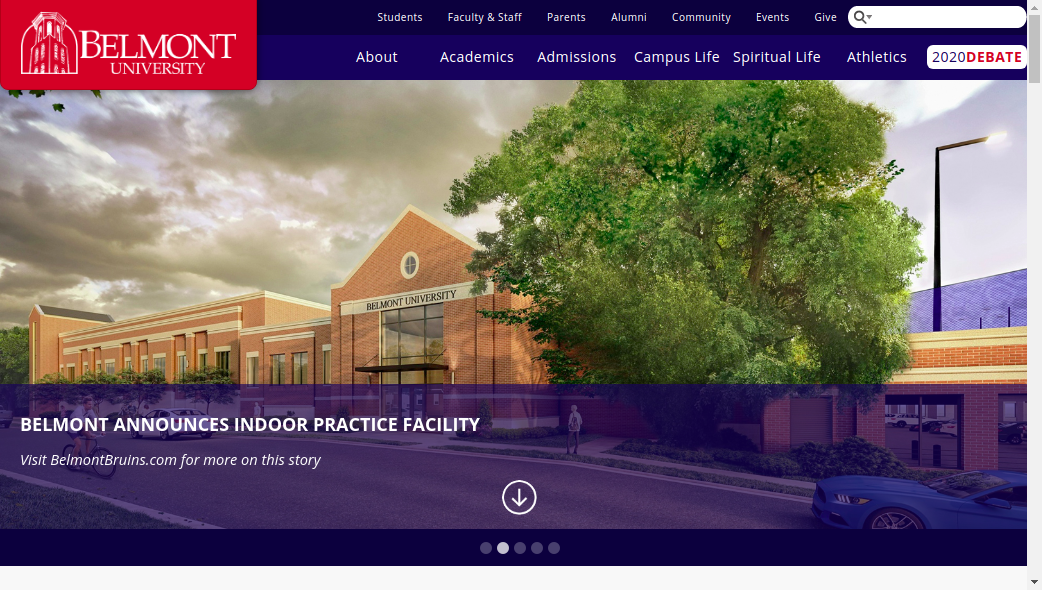 BELMONT
UNIVERSITY
Students Faculty & Staff Parents Alumni Community Events Give
About Academics Admissions Campus Life Spiritual Life Athletics 2020DEBATE
BELMONT UNIVERSITY
BELMONT ANNOUNCES INDOOR PRACTICE FACILITY
Visit BelmontBruins.com for more on this story